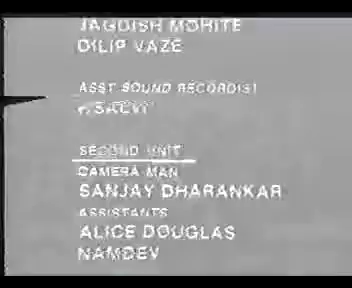 JAGDISH MOHITE
DILIP VAZE
ASST SOUND RECORDIST
SECOND UNIT
CAMERA MAN
SANJAY DHARANKAR
ASSISTANTS
ALICE DOUGLAS
NAMDEV